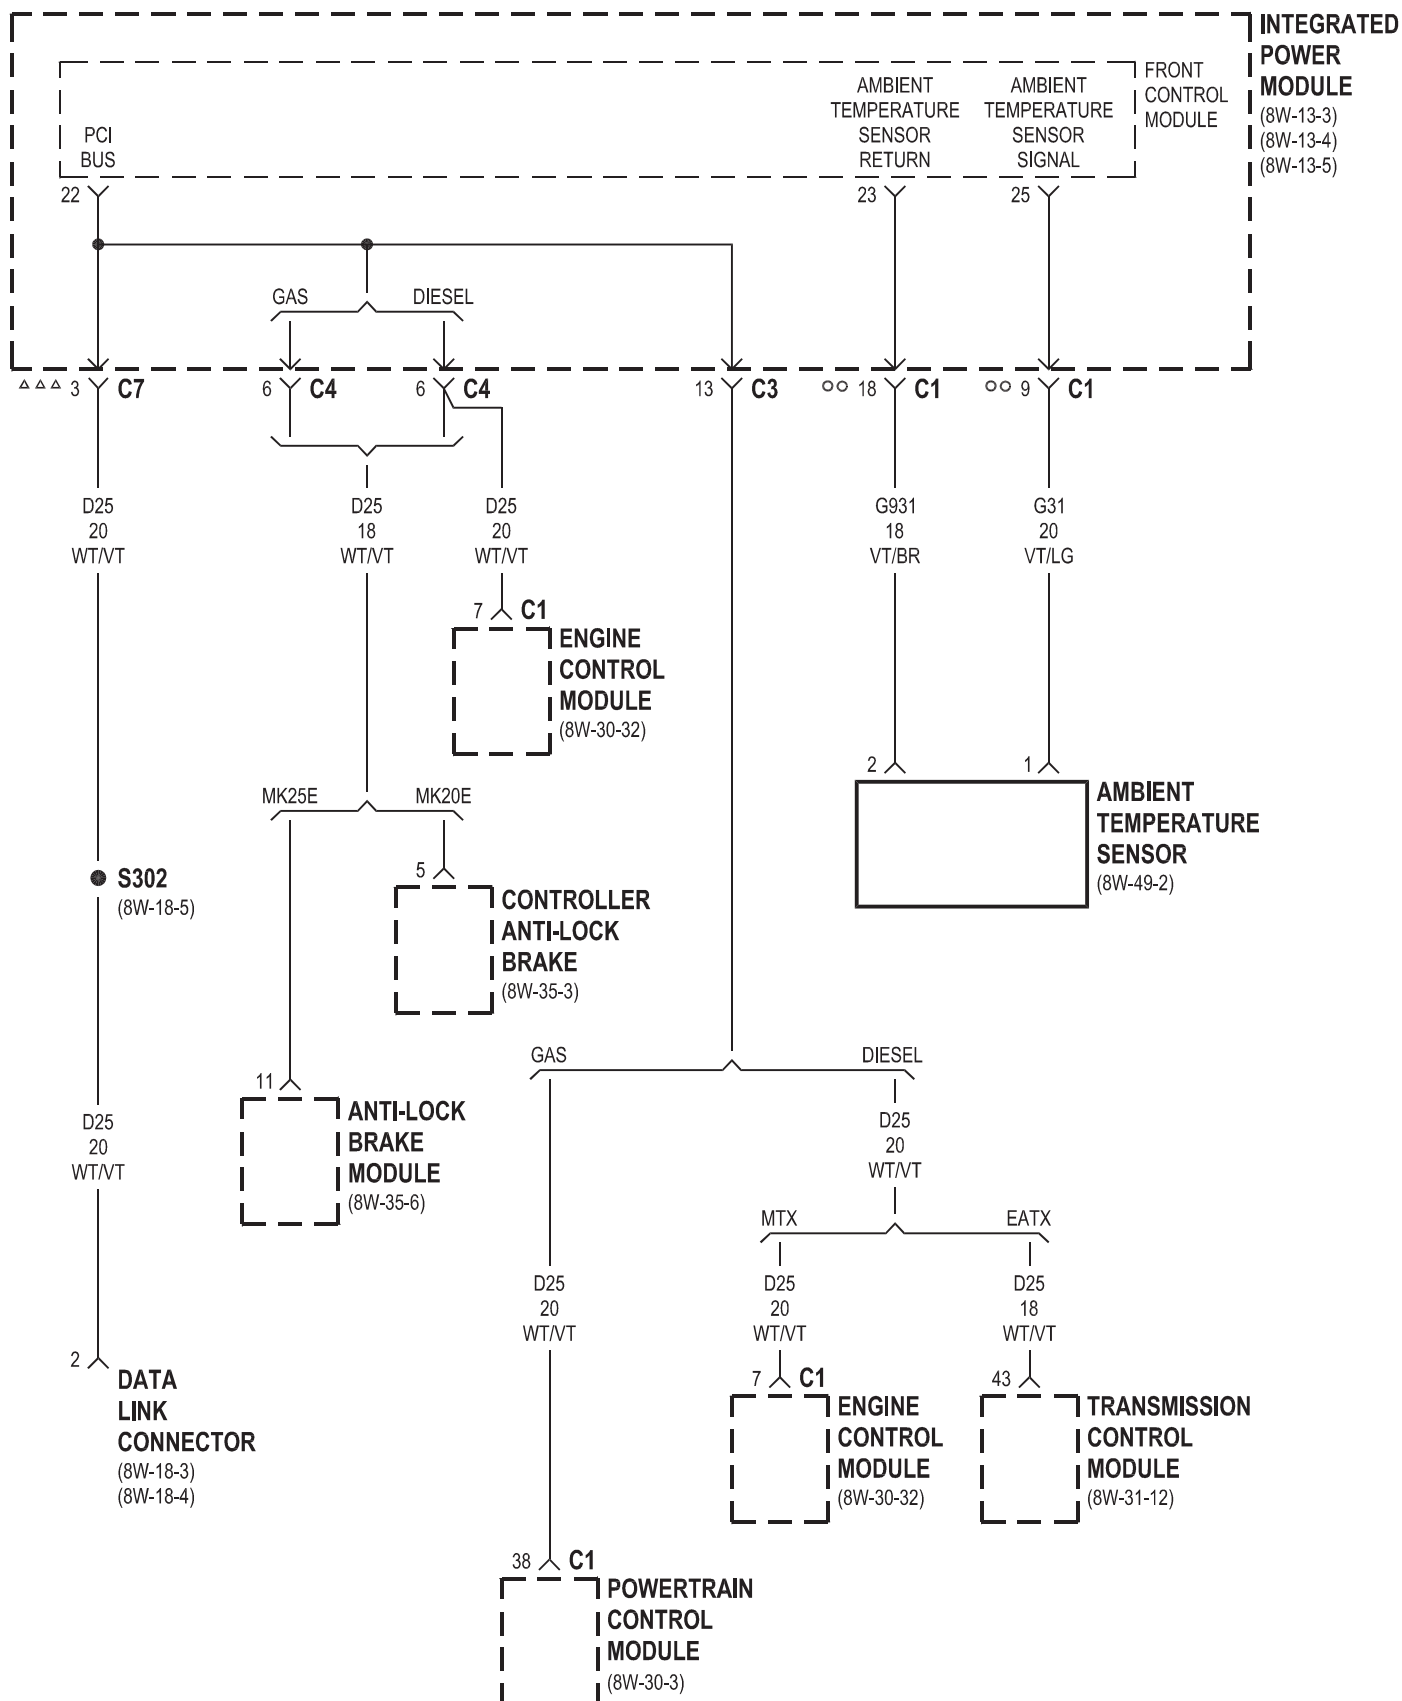 INTEGRATED
POWER
MODULE
(8W-13-3)
(8W-13-4)
(8W-13-5)
FRONT
CONTROL
MODULE
PCI
BUS
AMBIENT
TEMPERATURE
SENSOR
RETURN
AMBIENT
TEMPERATURE
SENSOR
SIGNAL
22
23
25
GAS
DIESEL
3 C7
6 C4
6 C4
13 C3
18 C1
9 C1
D25
20
WT/VT
D25
18
WT/VT
D25
20
WT/VT
G931
18
VT/BR
G31
20
VT/LG
7 C1
ENGINE
CONTROL
MODULE
(8W-30-32)
2
1
AMBIENT
TEMPERATURE
SENSOR
(8W-49-2)
MK25E
MK20E
S302
(8W-18-5)
5
CONTROLLER
ANTI-LOCK
BRAKE
(8W-35-3)
11
ANTI-LOCK
BRAKE
MODULE
(8W-35-6)
GAS
DIESEL
D25
20
WT/VT
D25
20
WT/VT
MTX
EATX
D25
20
WT/VT
D25
20
WT/VT
D25
18
WT/VT
2
DATA
LINK
CONNECTOR
(8W-18-3)
(8W-18-4)
7 C1
ENGINE
CONTROL
MODULE
(8W-30-32)
43
TRANSMISSION
CONTROL
MODULE
(8W-31-12)
38 C1
POWERTRAIN
CONTROL
MODULE
(8W-30-3)